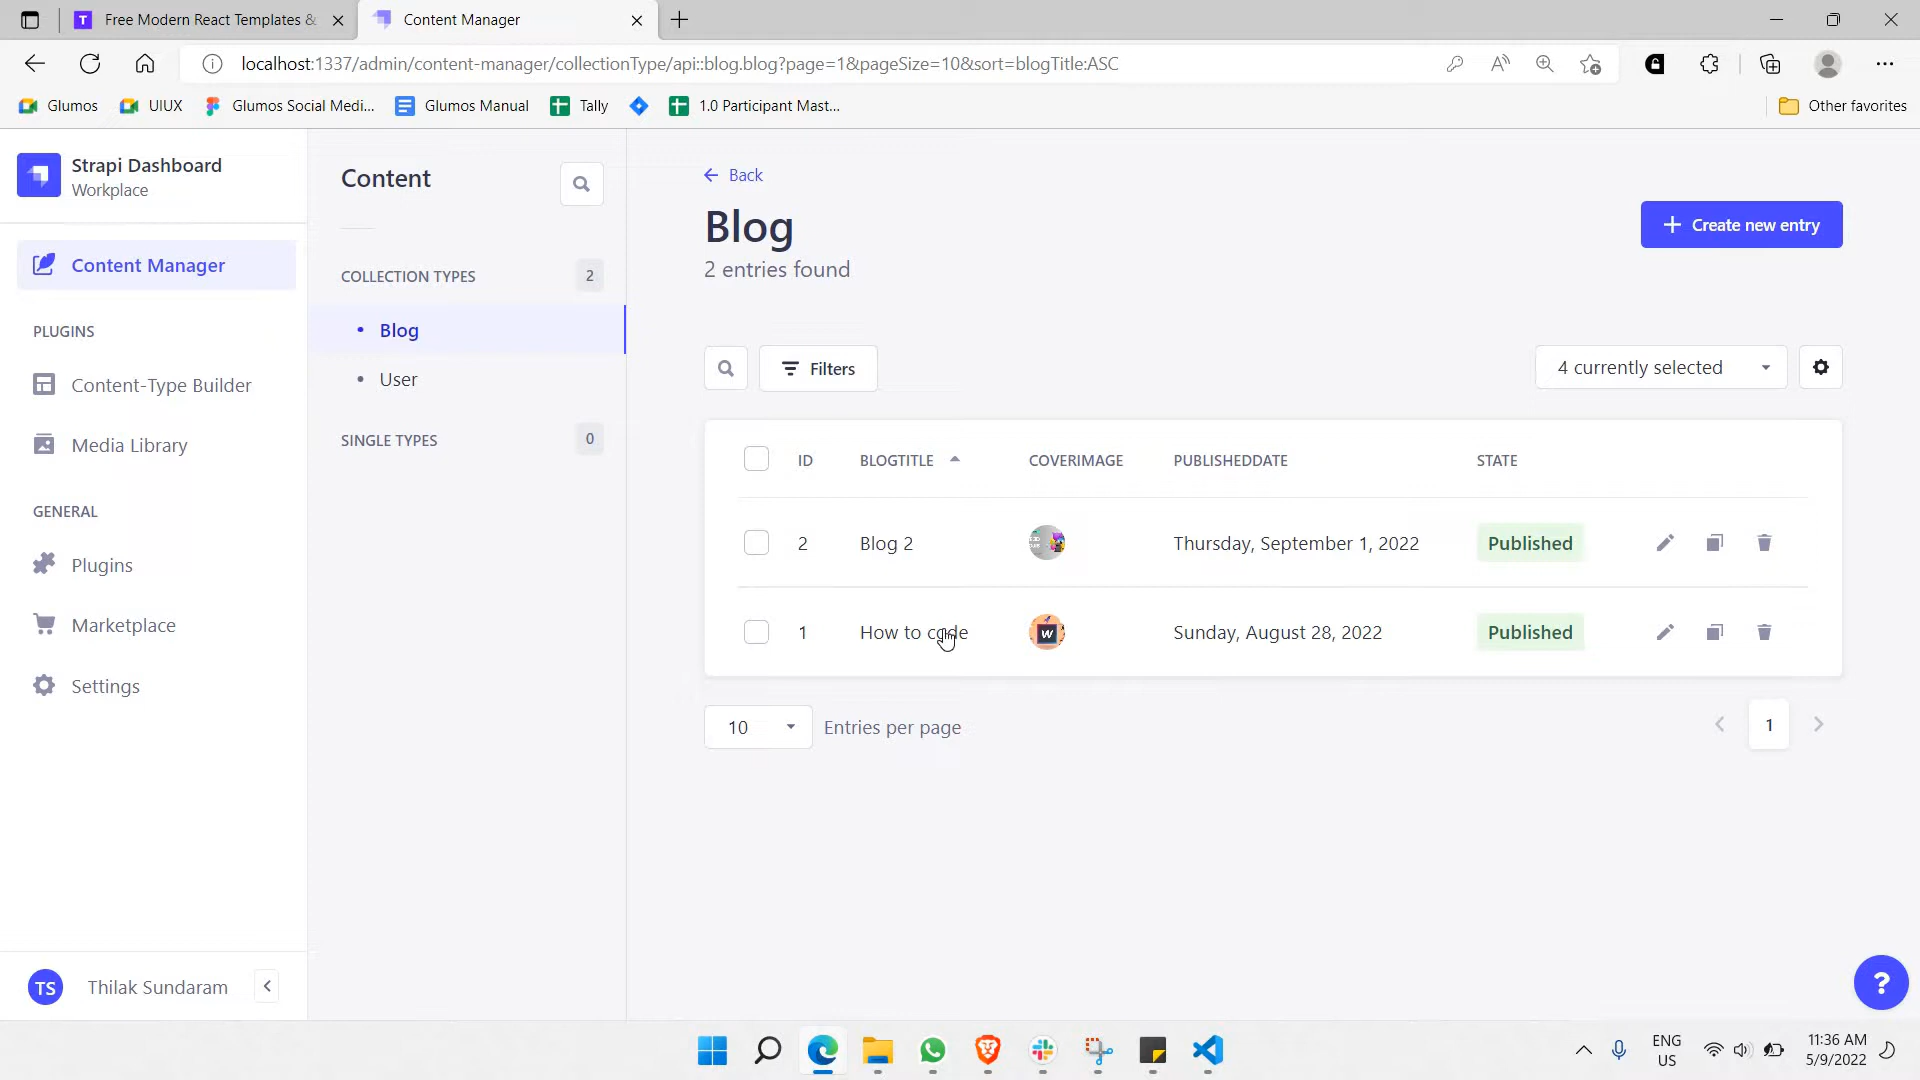 Free Modern React Templates &
Content Manager
localhost:1337/admin/content-manager/collectionType/api::blog.blog?page=1&pageSize=10&sort=blogTitle:ASC
Glumos
UIUX
Glumos Social Medi...
Glumos Manual
Tally
1.0 Participant Mast...
Other favorites
Strapi Dashboard
Workplace
Content Manager
PLUGINS
Content-Type Builder
Media Library
GENERAL
Plugins
Marketplace
Settings
TS
Thilak Sundaram
Content
COLLECTION TYPES 2
Blog
User
SINGLE TYPES 0
Back
Blog
2 entries found
Create new entry
Filters
4 currently selected
ID BLOGTITLE COVERIMAGE PUBLISHEDDATE STATE
2 Blog 2 Thursday, September 1, 2022 Published
1 How to code Sunday, August 28, 2022 Published
10 Entries per page
1
?
ENG
US
11:36 AM
5/9/2022